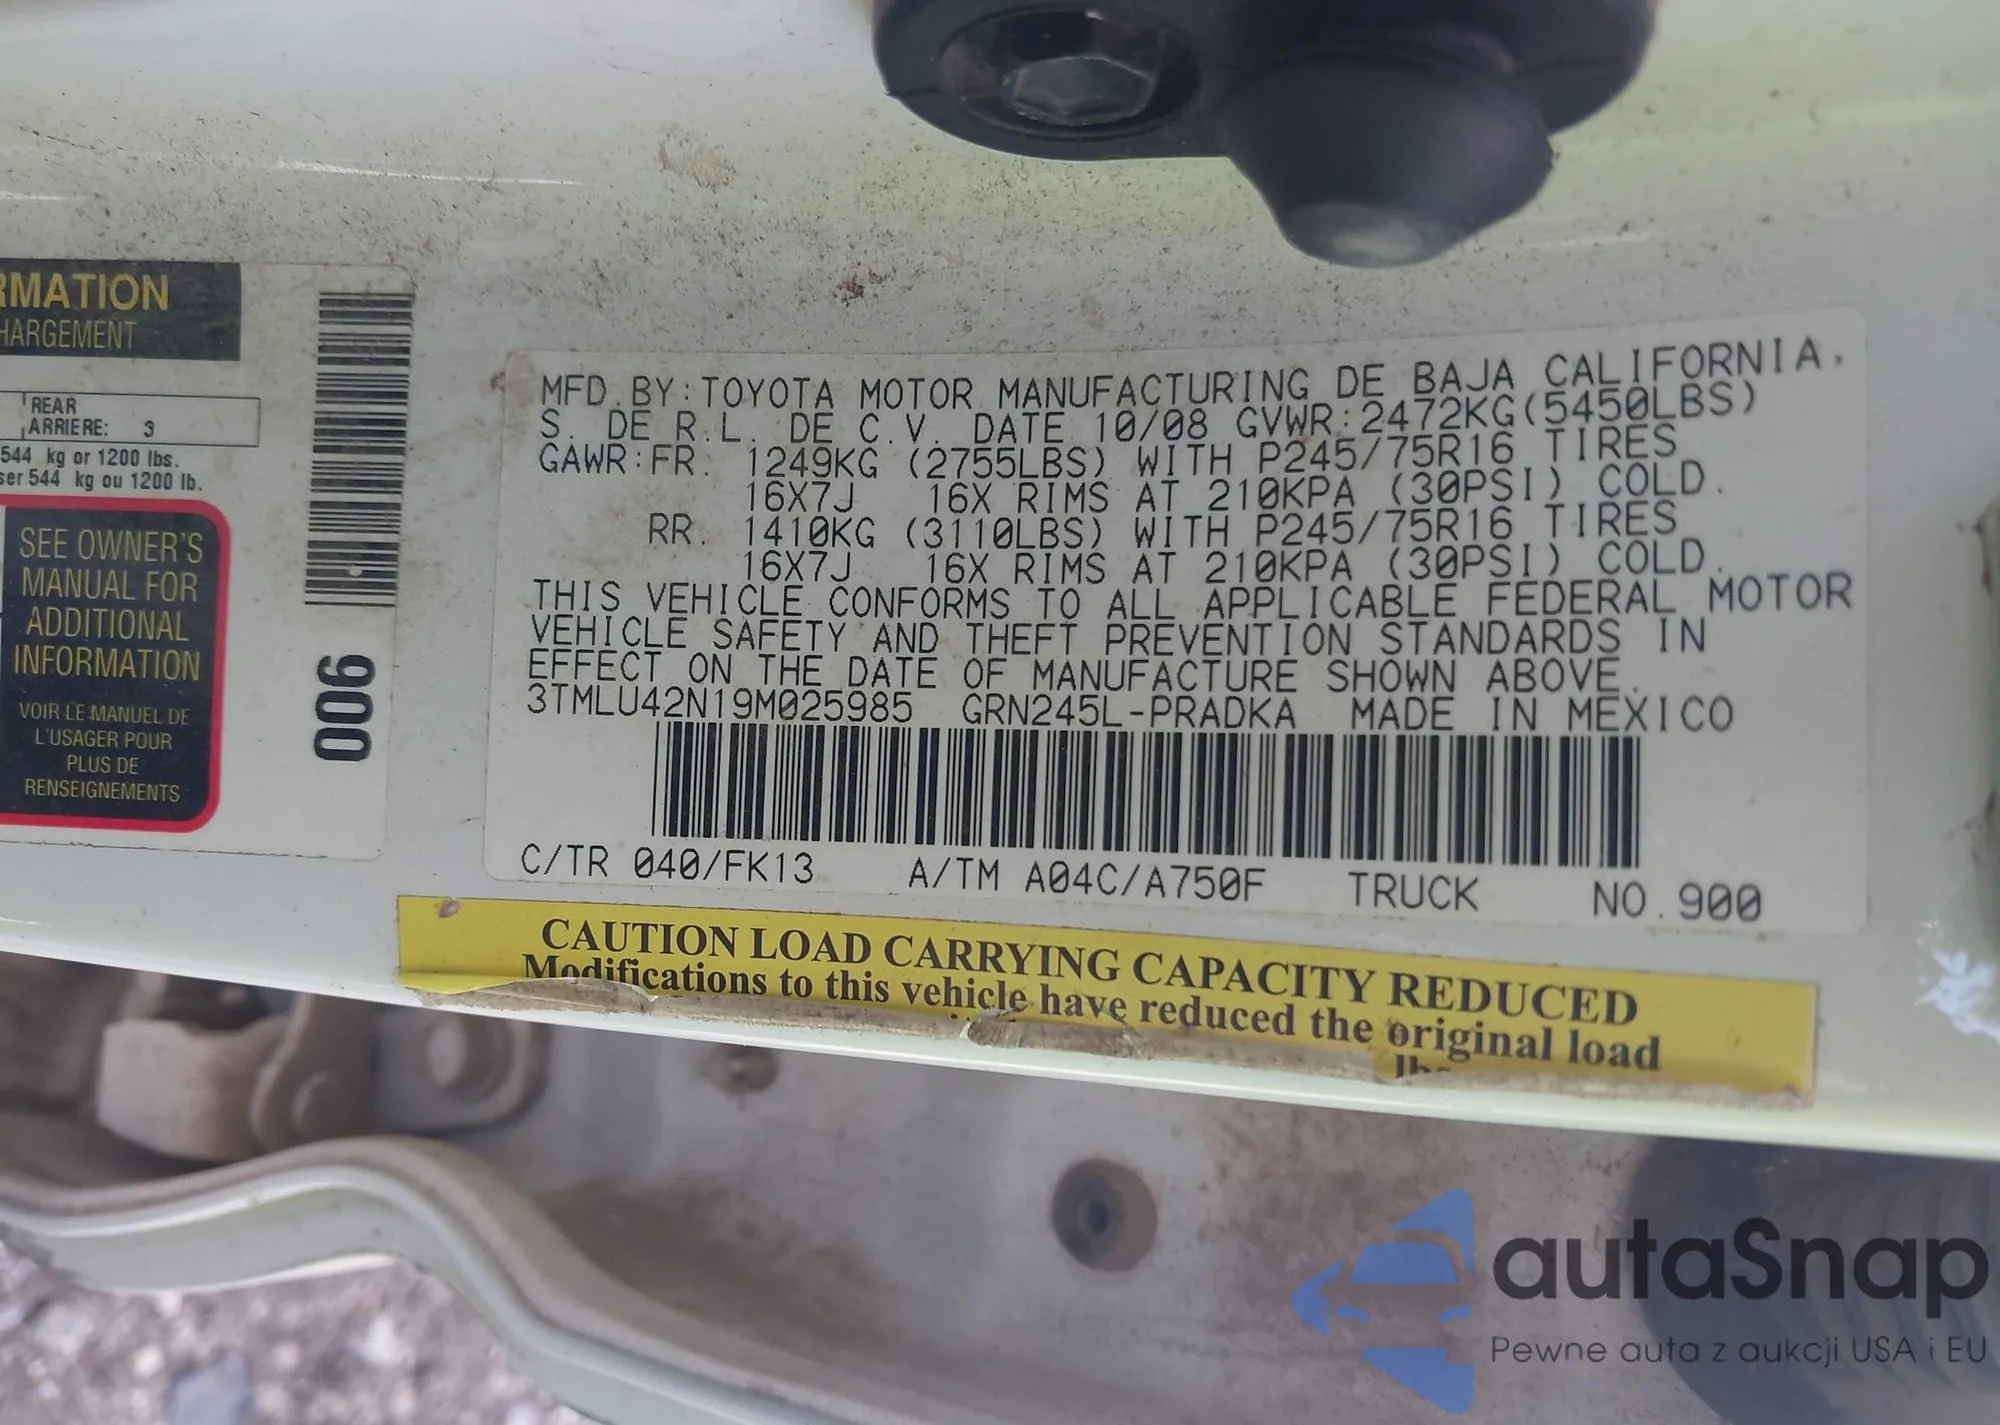 RMATION
HARGEMENT
REAR
ARRIERE: 3
544 kg or 1200 lbs.
ser 544 kg ou 1200 lb.
SEE OWNER'S
MANUAL FOR
ADDITIONAL
INFORMATION
VOIR LE MANUEL DE
L'USAGER POUR
PLUS DE
RENSEIGNEMENTS
900
MFD.BY:TOYOTA MOTOR MANUFACTURING DE BAJA CALIFORNIA,
S. DE R.L. DE C.V. DATE 10/08 GVWR:2472KG(5450LBS)
GAWR:FR. 1249KG (2755LBS) WITH P245/75R16 TIRES
16X7J 16X RIMS AT 210KPA (30PSI) COLD.
RR. 1410KG (3110LBS) WITH P245/75R16 TIRES
16X7J 16X RIMS AT 210KPA (30PSI) COLD.
THIS VEHICLE CONFORMS TO ALL APPLICABLE FEDERAL MOTOR
VEHICLE SAFETY AND THEFT PREVENTION STANDARDS IN
EFFECT ON THE DATE OF MANUFACTURE SHOWN ABOVE.
3TMLU42N19M025985 GRN245L-PRADKA MADE IN MEXICO
C/TR 040/FK13 A/TM A04C/A750F TRUCK NO.900
CAUTION LOAD CARRYING CAPACITY REDUCED
Modifications to this vehicle have reduced the original load
lbs
autaSnap
Pewne auta z aukcji USA i EU